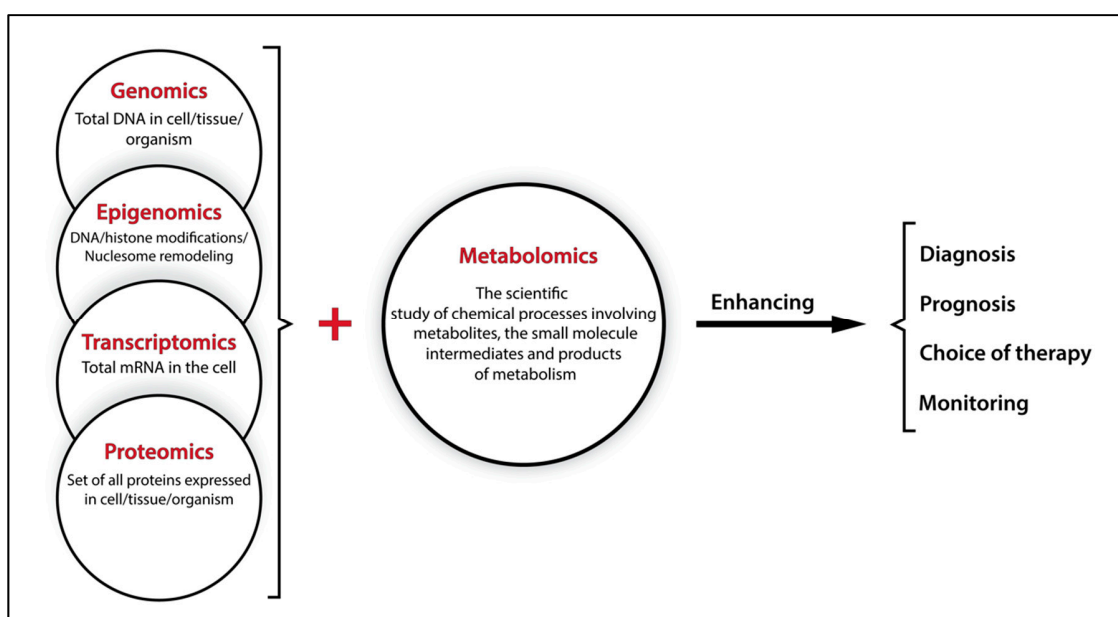 Genomics
Total DNA in cell/tissue/
organism
Epigenomics
DNA/histone modifications/
Nuclesome remodeling
Transcriptomics
Total mRNA in the cell
Proteomics
Set of all proteins expressed
in cell/tissue/organism
+
Metabolomics
The scientific
study of chemical processes involving
metabolites, the small molecule
intermediates and products
of metabolism
Enhancing
Diagnosis
Prognosis
Choice of therapy
Monitoring